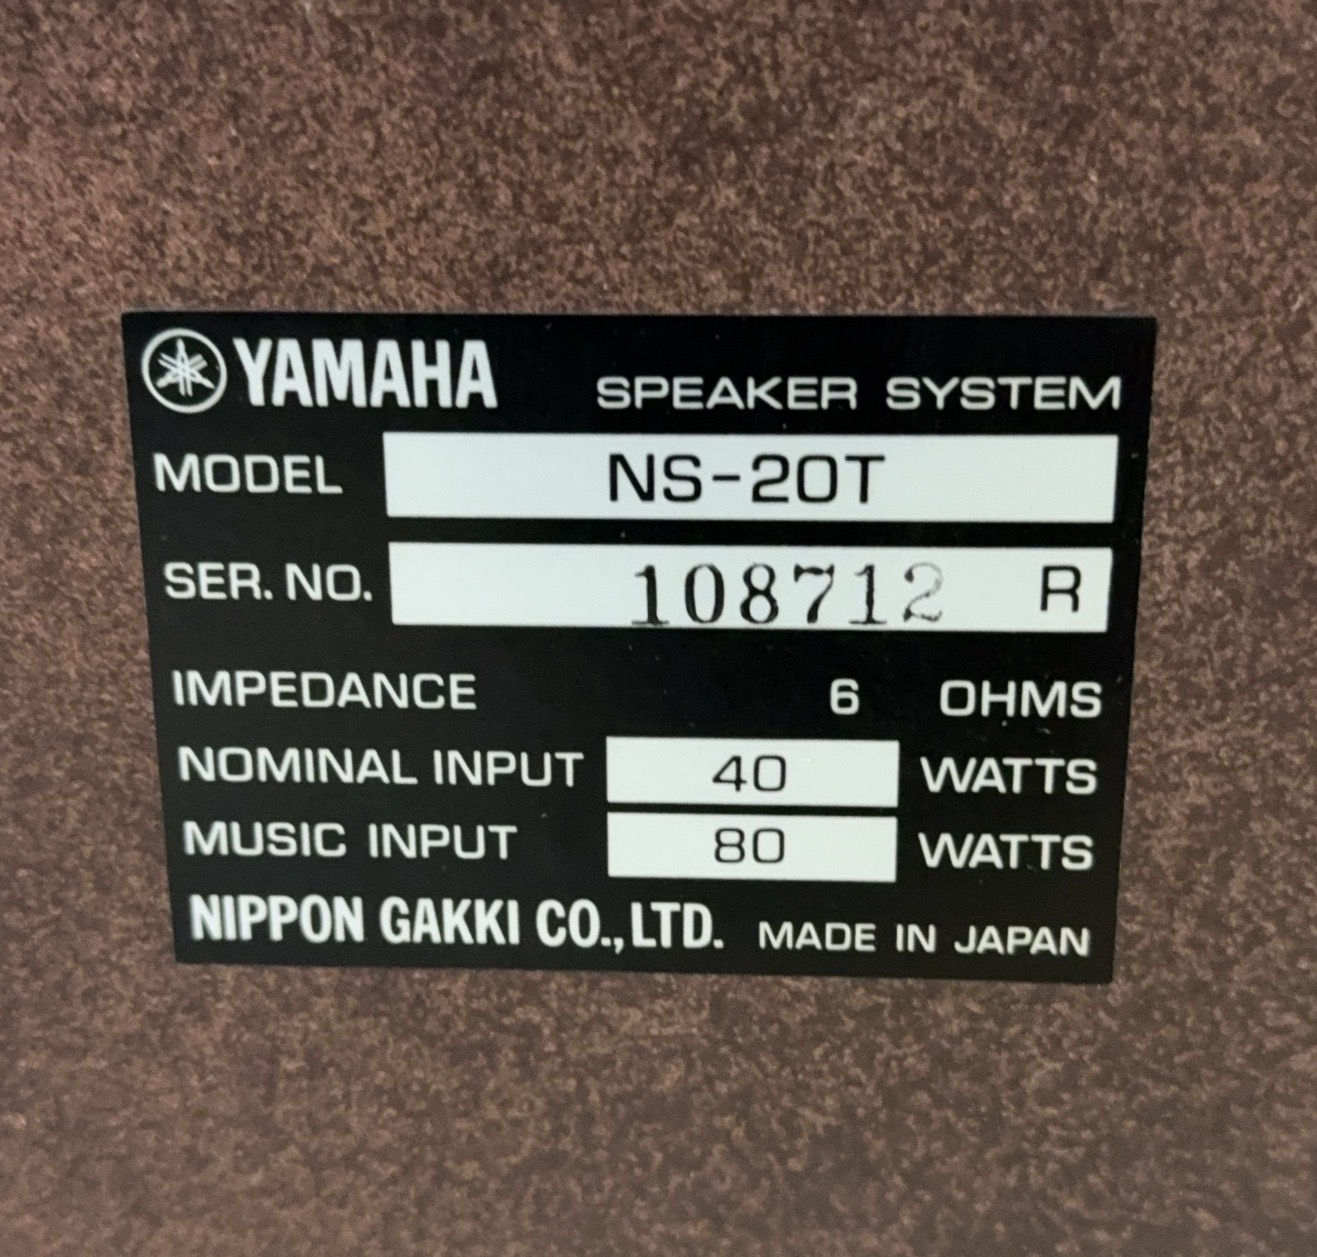 YAMAHA SPEAKER SYSTEM
MODEL NS-20T
SER. NO. 108712 R
IMPEDANCE 6 OHMS
NOMINAL INPUT 40 WATTS
MUSIC INPUT 80 WATTS
NIPPON GAKKI CO., LTD. MADE IN JAPAN